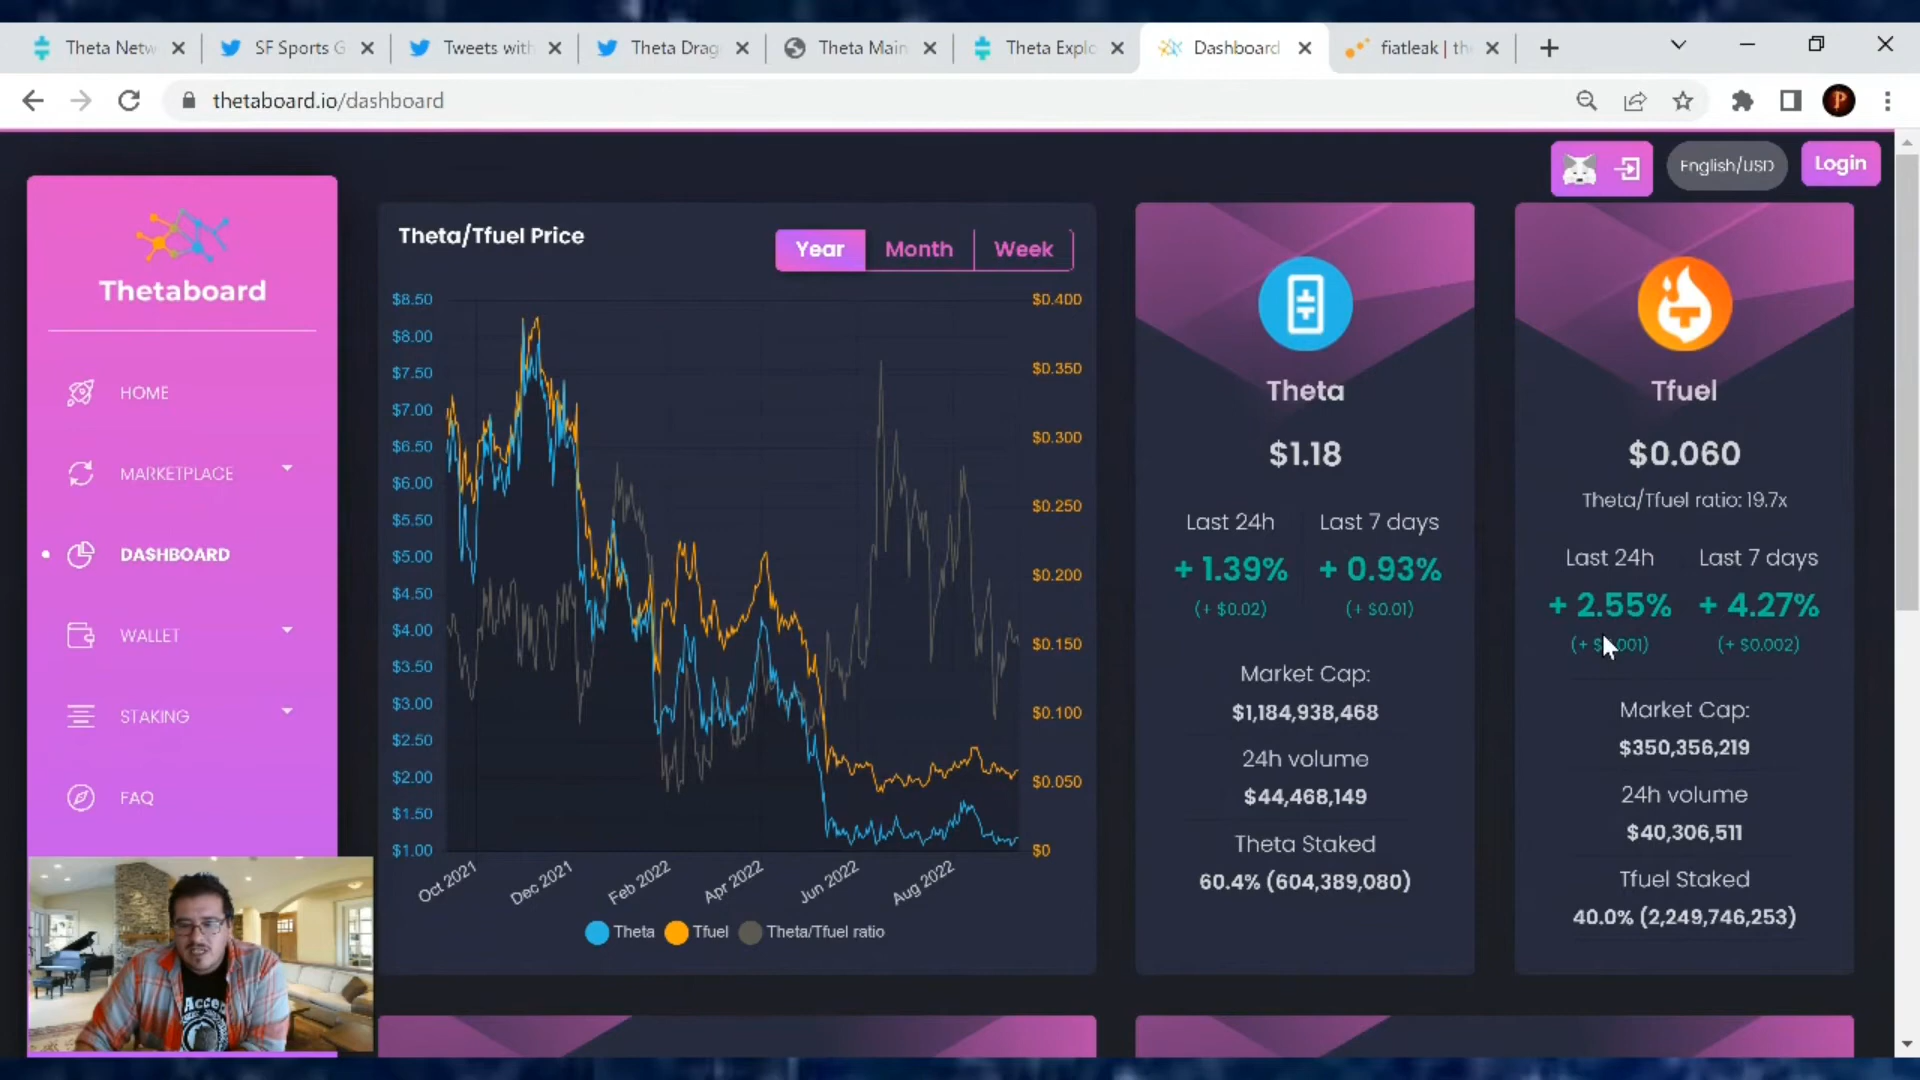 Theta Netw
SF Sports G
Tweets with
Theta Drag
Theta Main
Theta Explo
Dashboard
fiatleak | th
thetaboard.io/dashboard
P
English/USD
Login
Thetaboard
HOME
MARKETPLACE
DASHBOARD
WALLET
STAKING
FAQ
Theta/Tfuel Price
Year
Month
Week
$8.50
$8.00
$7.50
$7.00
$6.50
$6.00
$5.50
$5.00
$4.50
$4.00
$3.50
$3.00
$2.50
$2.00
$1.50
$1.00
$0.400
$0.350
$0.300
$0.250
$0.200
$0.150
$0.100
$0.050
$0
Oct 2021
Dec 2021
Feb 2022
Apr 2022
Jun 2022
Aug 2022
Theta
Tfuel
Theta/Tfuel ratio
Theta
$1.18
Last 24h
Last 7 days
+ 1.39%
+ 0.93%
(+ $0.02)
(+ $0.01)
Market Cap:
$1,184,938,468
24h volume
$44,468,149
Theta Staked
60.4% (604,389,080)
Tfuel
$0.060
Theta/Tfuel ratio: 19.7x
Last 24h
Last 7 days
+ 2.55%
+ 4.27%
(+ $0.002)
Market Cap:
$350,356,219
24h volume
$40,306,511
Tfuel Staked
40.0% (2,249,746,253)